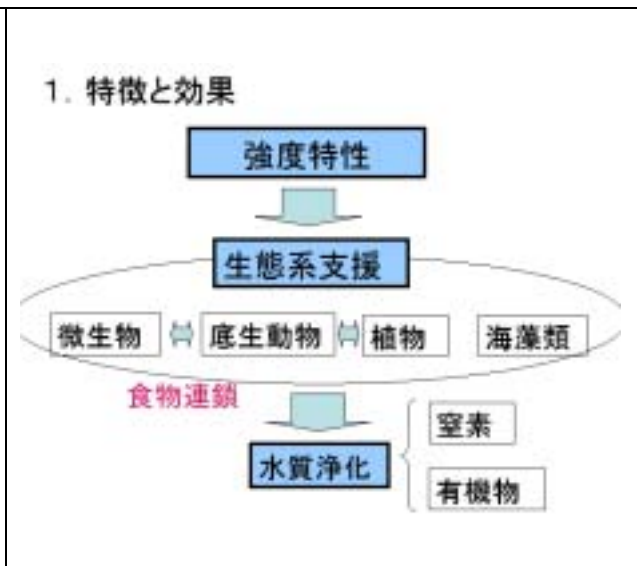 1. 特徴と効果
強度特性
生態系支援
微生物 底生動物 植物 海藻類
食物連鎖
窒素
水質浄化
有機物